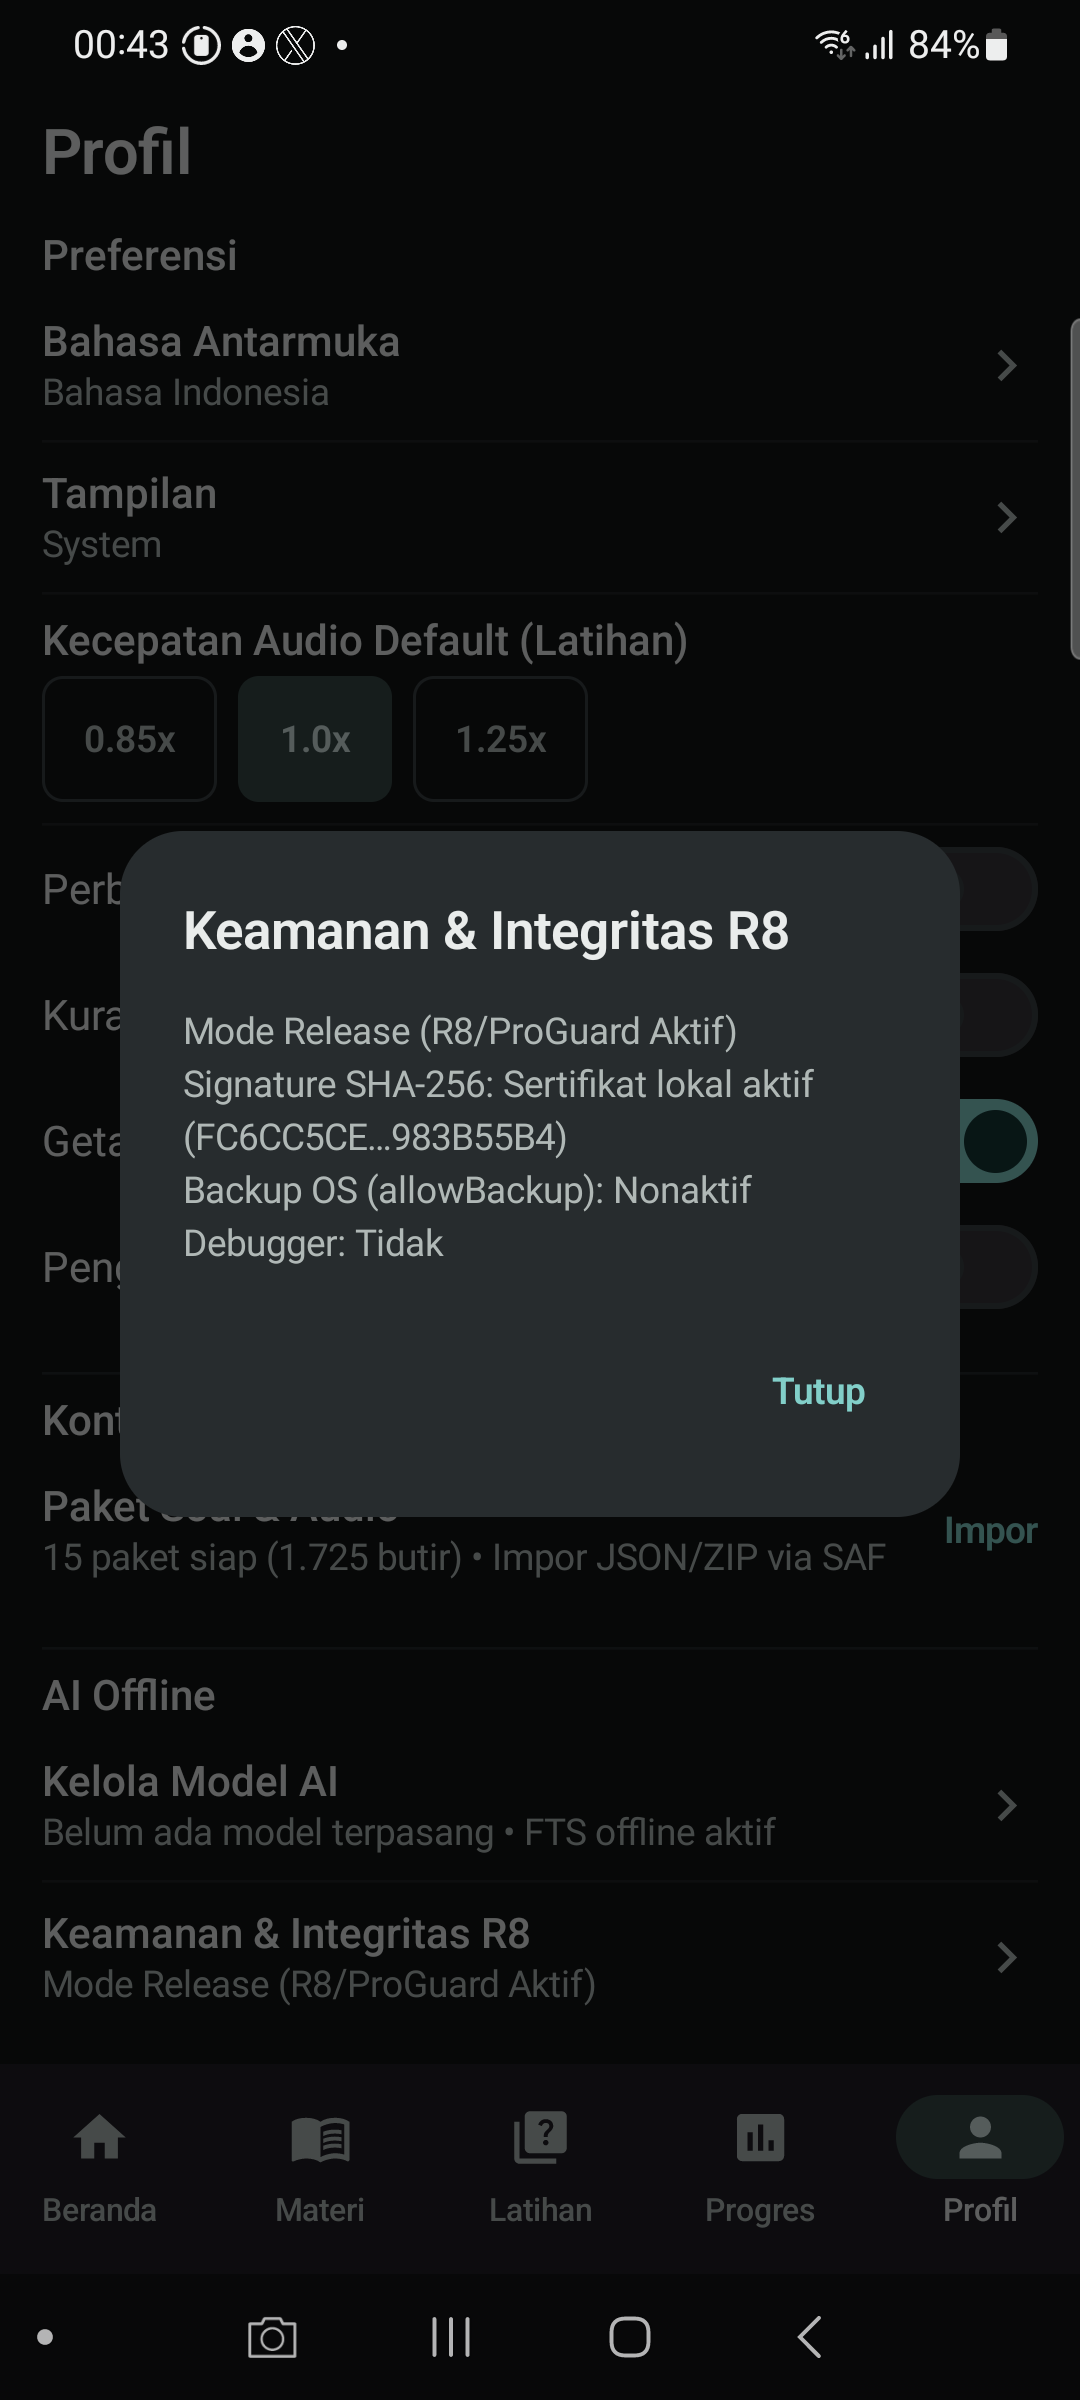 00:43
84%
Profil
Preferensi
Bahasa Antarmuka
Bahasa Indonesia
Tampilan
System
Kecepatan Audio Default (Latihan)
0.85x
1.0x
1.25x
Keamanan & Integritas R8
Mode Release (R8/ProGuard Aktif)
Signature SHA-256: Sertifikat lokal aktif
(FC6CC5CE...983B55B4)
Backup OS (allowBackup): Nonaktif
Debugger: Tidak
Tutup
Paket
Impor
15 paket siap (1.725 butir) • Impor JSON/ZIP via SAF
AI Offline
Kelola Model AI
Belum ada model terpasang • FTS offline aktif
Keamanan & Integritas R8
Mode Release (R8/ProGuard Aktif)
Beranda
Materi
Latihan
Progres
Profil